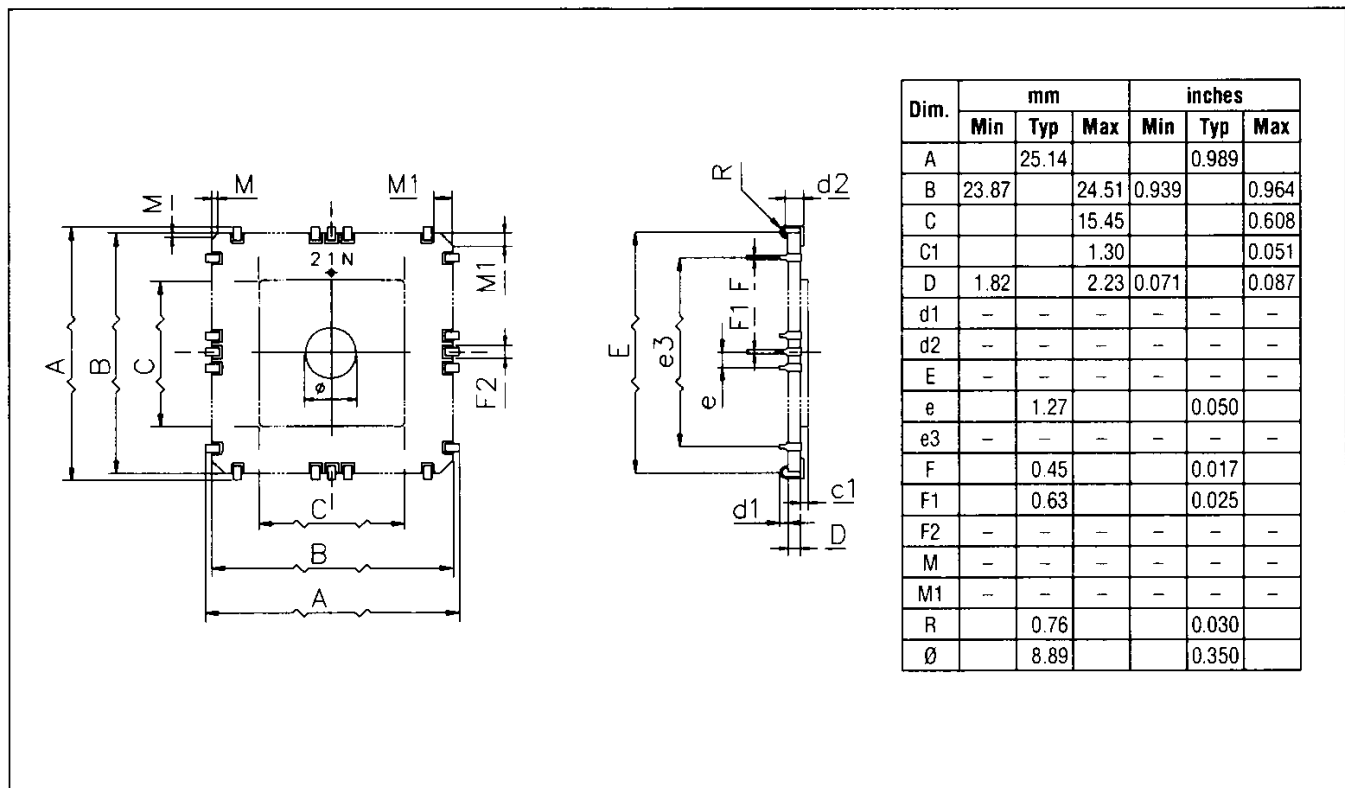 M
M
M1
M1
2 1 N
A
B
C
ø
F2
C
B
A
R
d2
F
F1
E
e3
e
d1
c1
D
Dim. mm inches
Min Typ Max Min Typ Max
A 25.14 0.989
B 23.87 24.51 0.939 0.964
C 15.45 0.608
C1 1.30 0.051
D 1.82 2.23 0.071 0.087
d1 – – – – – –
d2 – – – – – –
E – – – – – –
e 1.27 0.050
e3 – – – – – –
F 0.45 0.017
F1 0.63 0.025
F2 – – – – – –
M – – – – – –
M1 – – – – – –
R 0.76 0.030
Ø 8.89 0.350